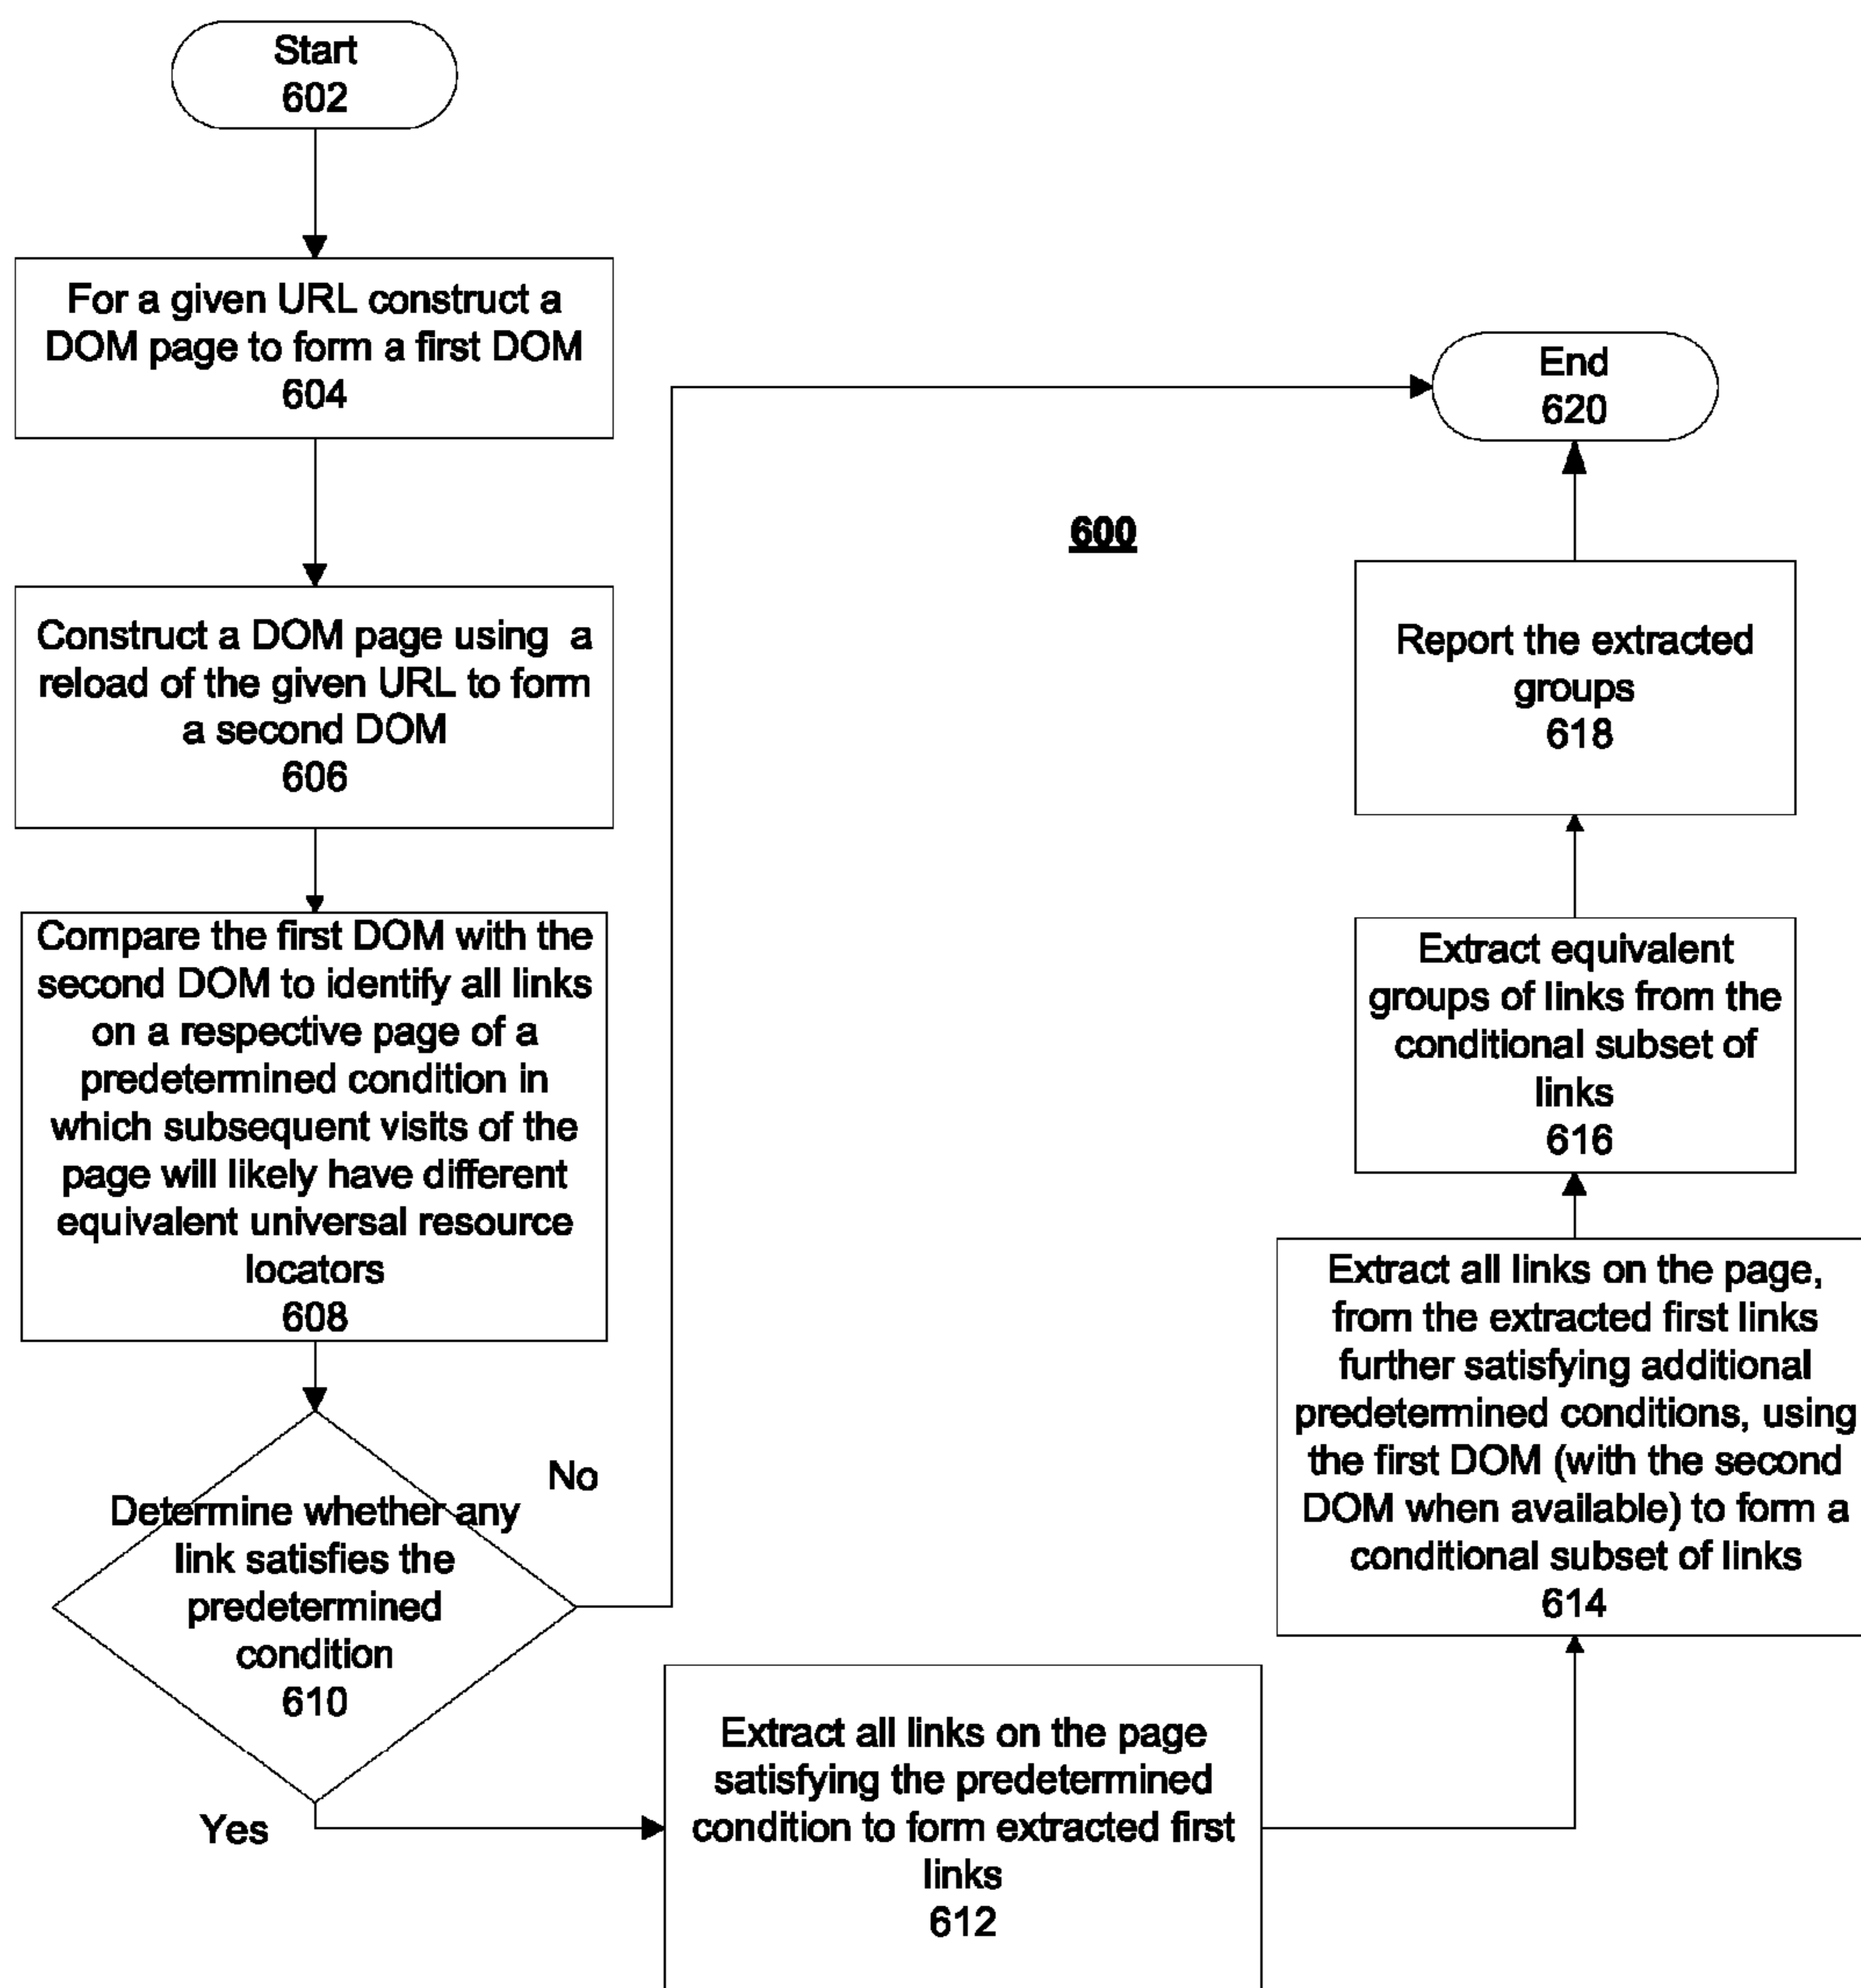 Start
602
For a given URL construct a
DOM page to form a first DOM
604
Construct a DOM page using a
reload of the given URL to form
a second DOM
606
Compare the first DOM with the
second DOM to identify all links
on a respective page of a
predetermined condition in
which subsequent visits of the
page will likely have different
equivalent universal resource
locators
608
Determine whether any
link satisfies the
predetermined
condition
610
No
Yes
Extract all links on the page
satisfying the predetermined
condition to form extracted first
links
612
Extract all links on the page,
from the extracted first links
further satisfying additional
predetermined conditions, using
the first DOM (with the second
DOM when available) to form a
conditional subset of links
614
Extract equivalent
groups of links from the
conditional subset of
links
616
Report the extracted
groups
618
End
620
600